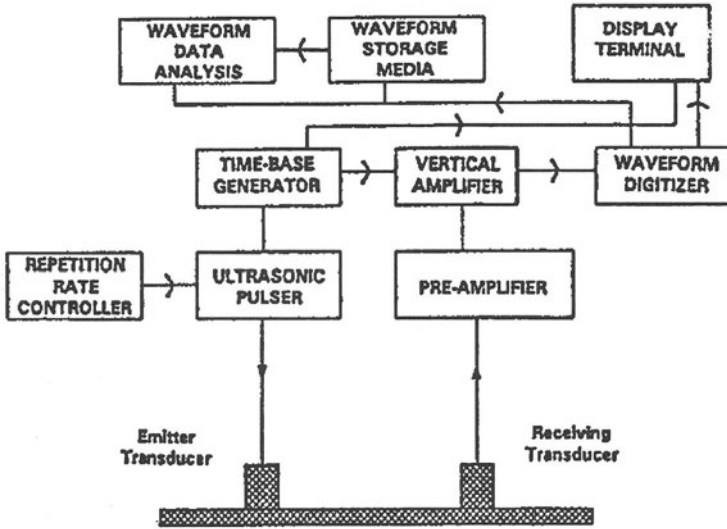 WAVEFORM
DATA
ANALYSIS
WAVEFORM
STORAGE
MEDIA
DISPLAY
TERMINAL
TIME-BASE
GENERATOR
VERTICAL
AMPLIFIER
WAVEFORM
DIGITIZER
REPETITION
RATE
CONTROLLER
ULTRASONIC
PULSER
PRE-AMPLIFIER
Emitter
Transducer
Receiving
Transducer